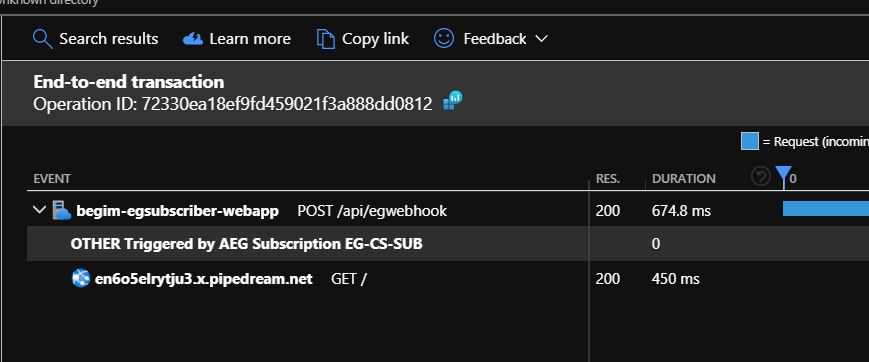 nknown directory
Search results Learn more Copy link Feedback
End-to-end transaction
Operation ID: 72330ea18ef9fd459021f3a888dd0812
= Request (incomin
EVENT RES. DURATION 0
begim-egsubscriber-webapp POST /api/egwebhook 200 674.8 ms
OTHER Triggered by AEG Subscription EG-CS-SUB 0
en6o5elrytju3.x.pipedream.net GET / 200 450 ms